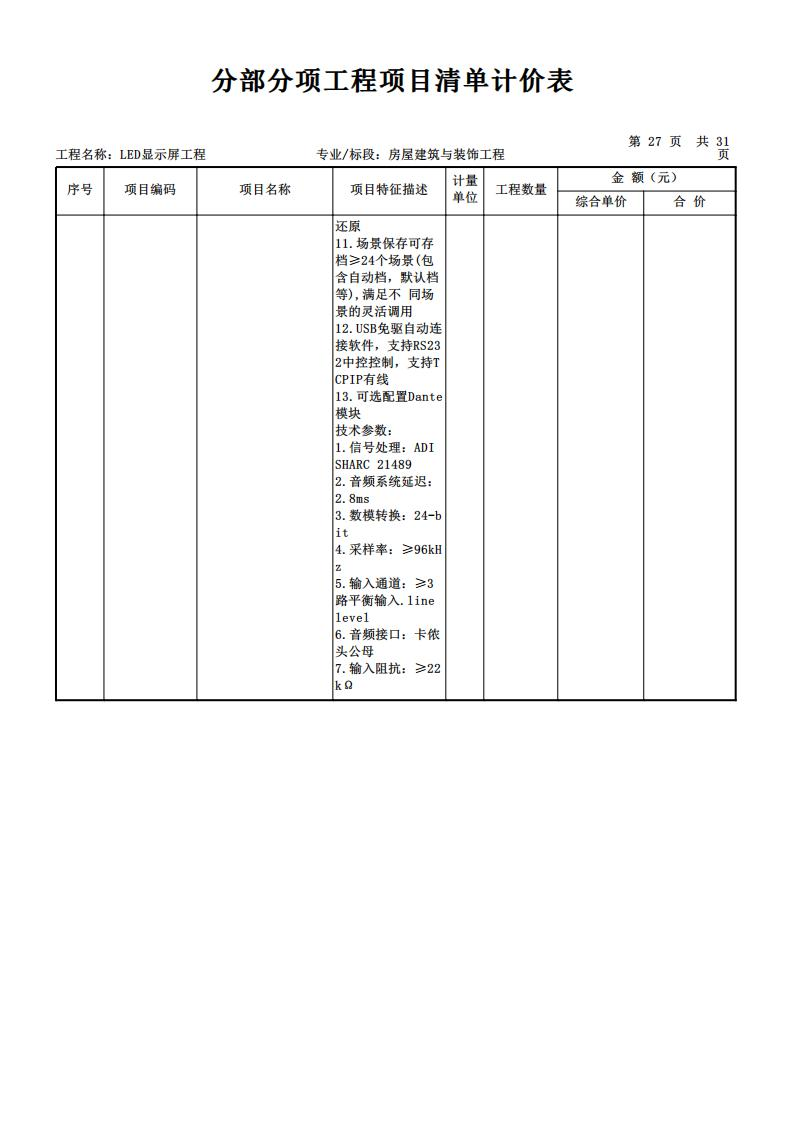 分部分项工程项目清单计价表
第 27 页 共 31
页
工程名称：LED显示屏工程 专业/标段：房屋建筑与装饰工程
序号 项目编码 项目名称 项目特征描述 计量单位 工程数量 金 额（元）
综合单价 合 价
还原
11.场景保存可存
档≥24个场景(包
含自动档，默认档
等),满足不 同场
景的灵活调用
12.USB免驱自动连
接软件，支持RS23
2中控控制，支持T
CPIP有线
13.可选配置Dante
模块
技术参数：
1.信号处理：ADI
SHARC 21489
2.音频系统延迟：
2.8ms
3.数模转换：24-b
it
4.采样率：≥96kH
z
5.输入通道：≥3
路平衡输入.line
level
6.音频接口：卡侬
头公母
7.输入阻抗：≥22
kΩ